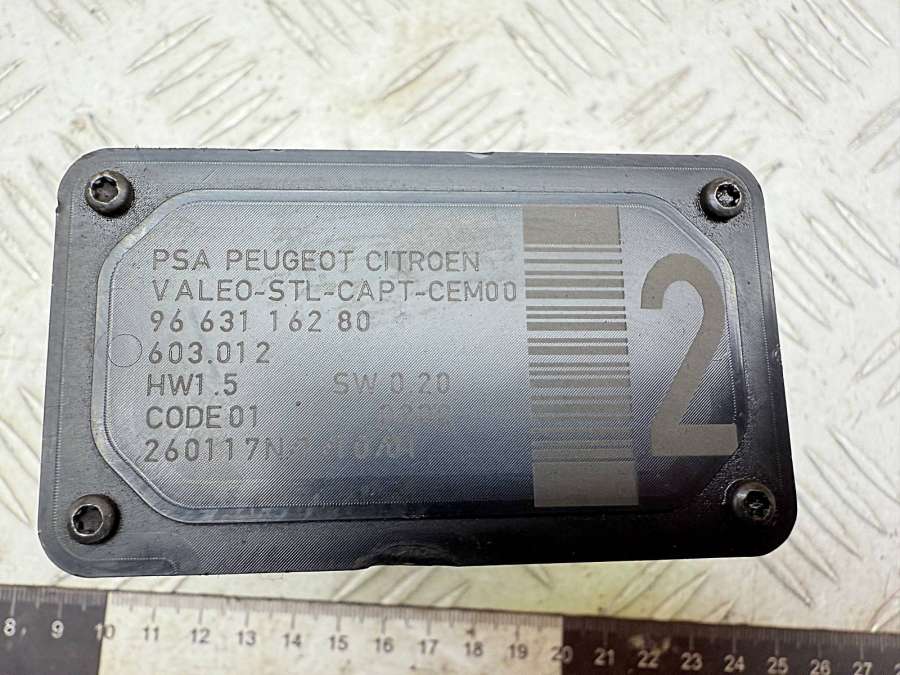 PSA PEUGEOT CITROEN
VALEO-STL-CAPT-CEM00
96 631 162 80
603.012
HW1.5 SW 0.20
CODE 01
2
8 9 10 11 12 13 14 15 16 17 18 19 20 21 22 23 24 25 26 27